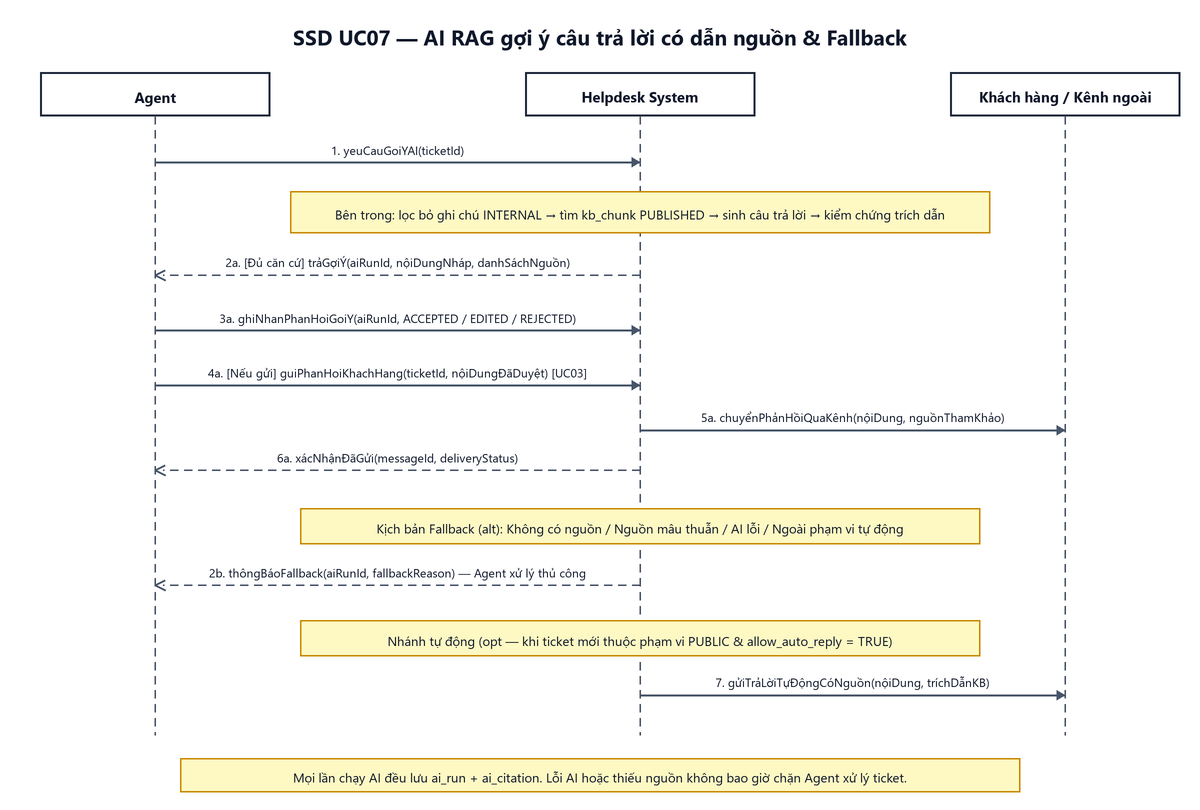 SSD UC07 — AI RAG gợi ý câu trả lời có dẫn nguồn & Fallback
Agent
Helpdesk System
Khách hàng / Kênh ngoài
1. yeuCauGoiYAI(ticketId)
Bên trong: lọc bỏ ghi chú INTERNAL → tìm kb_chunk PUBLISHED → sinh câu trả lời → kiểm chứng trích dẫn
2a. [Đủ căn cứ] trảGợiÝ(aiRunId, nộiDungNháp, danhSáchNguồn)
3a. ghiNhanPhanHoiGoiY(aiRunId, ACCEPTED / EDITED / REJECTED)
4a. [Nếu gửi] guiPhanHoiKhachHang(ticketId, nộiDungĐãDuyệt) [UC03]
5a. chuyểnPhảnHồiQuaKênh(nộiDung, nguồnThamKhảo)
6a. xácNhậnĐãGửi(messageId, deliveryStatus)
Kịch bản Fallback (alt): Không có nguồn / Nguồn mâu thuẫn / AI lỗi / Ngoài phạm vi tự động
2b. thôngBáoFallback(aiRunId, fallbackReason) — Agent xử lý thủ công
Nhánh tự động (opt — khi ticket mới thuộc phạm vi PUBLIC & allow_auto_reply = TRUE)
7. gửiTrảLờiTựĐộngCóNguồn(nộiDung, tríchDẫnKB)
Mọi lần chạy AI đều lưu ai_run + ai_citation. Lỗi AI hoặc thiếu nguồn không bao giờ chặn Agent xử lý ticket.